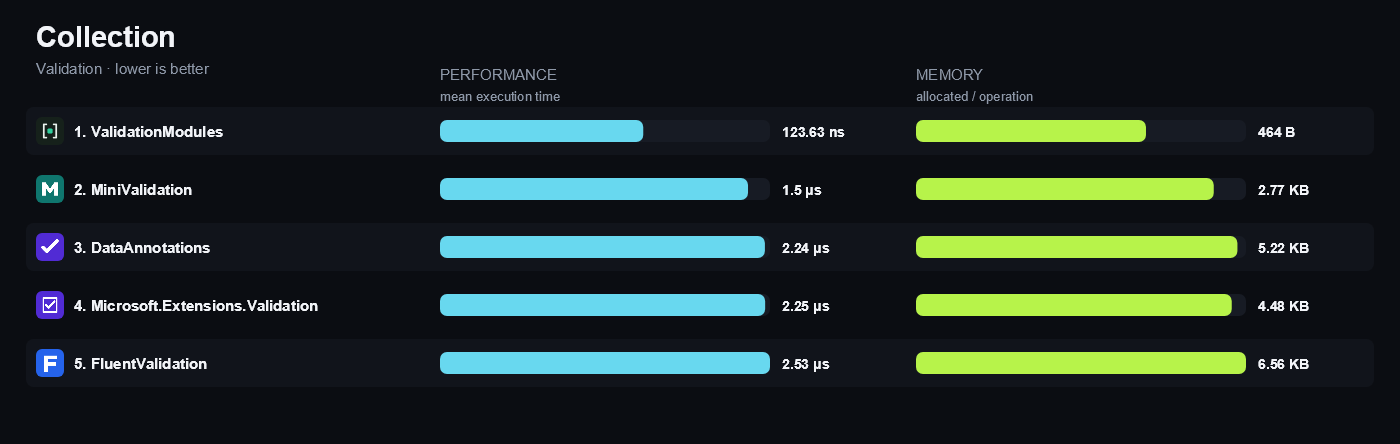 Collection
Validation · lower is better
PERFORMANCE
mean execution time
MEMORY
allocated / operation
1. ValidationModules 123.63 ns 464 B
M 2. MiniValidation 1.5 µs 2.77 KB
3. DataAnnotations 2.24 µs 5.22 KB
4. Microsoft.Extensions.Validation 2.25 µs 4.48 KB
F 5. FluentValidation 2.53 µs 6.56 KB